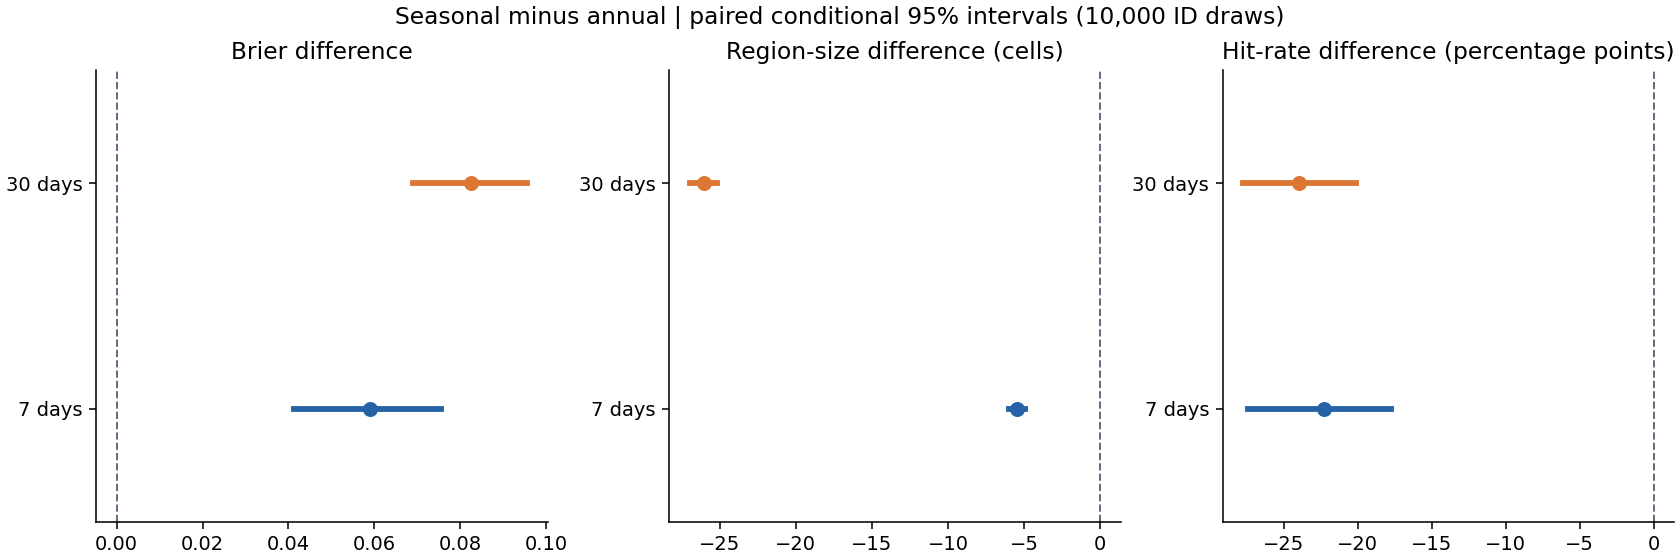 Seasonal minus annual | paired conditional 95% intervals (10,000 ID draws)
Brier difference
30 days
7 days
0.00 0.02 0.04 0.06 0.08 0.10
Region-size difference (cells)
30 days
7 days
−25 −20 −15 −10 −5 0
Hit-rate difference (percentage points)
30 days
7 days
−25 −20 −15 −10 −5 0